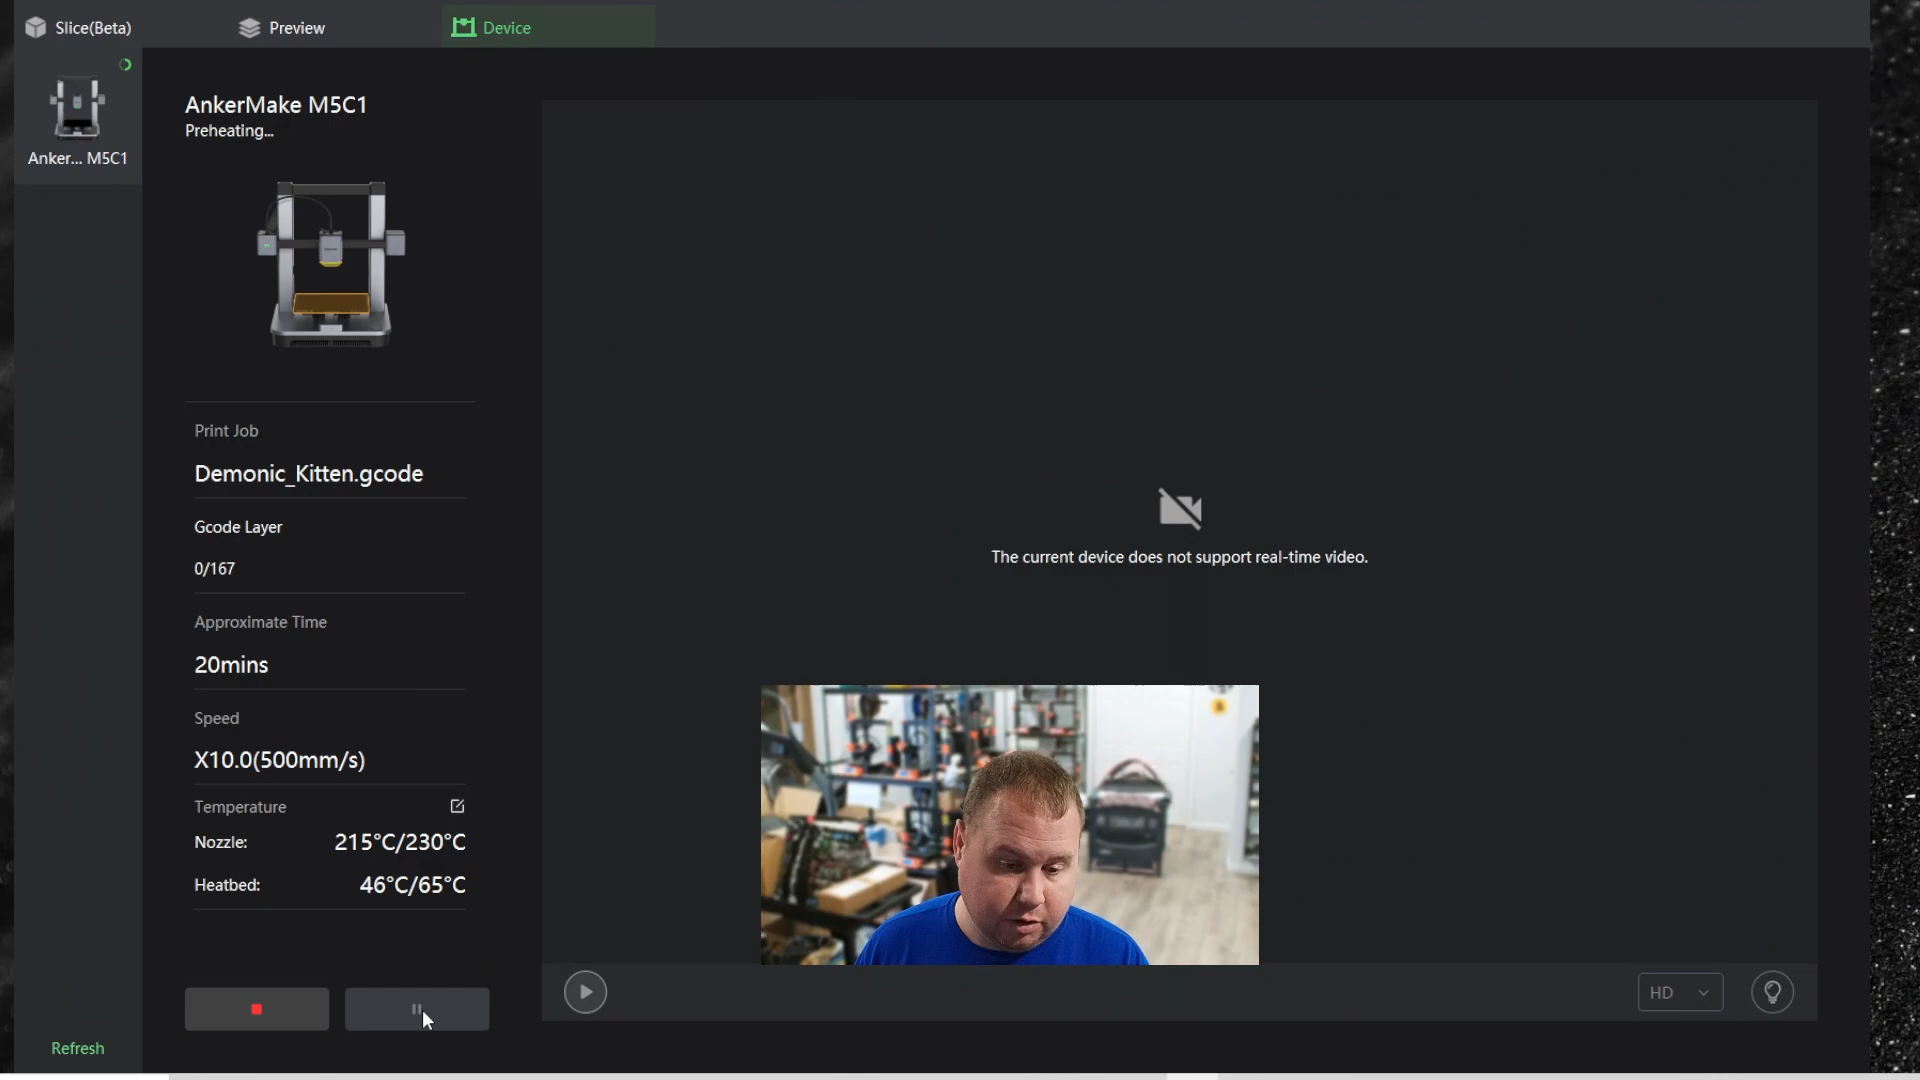 Slice(Beta)
Preview
Device
Anker... M5C1
AnkerMake M5C1
Preheating...
Print Job
Demonic_Kitten.gcode
Gcode Layer
0/167
Approximate Time
20mins
Speed
X10.0(500mm/s)
Temperature
Nozzle: 215°C/230°C
Heatbed: 46°C/65°C
The current device does not support real-time video.
HD
Refresh